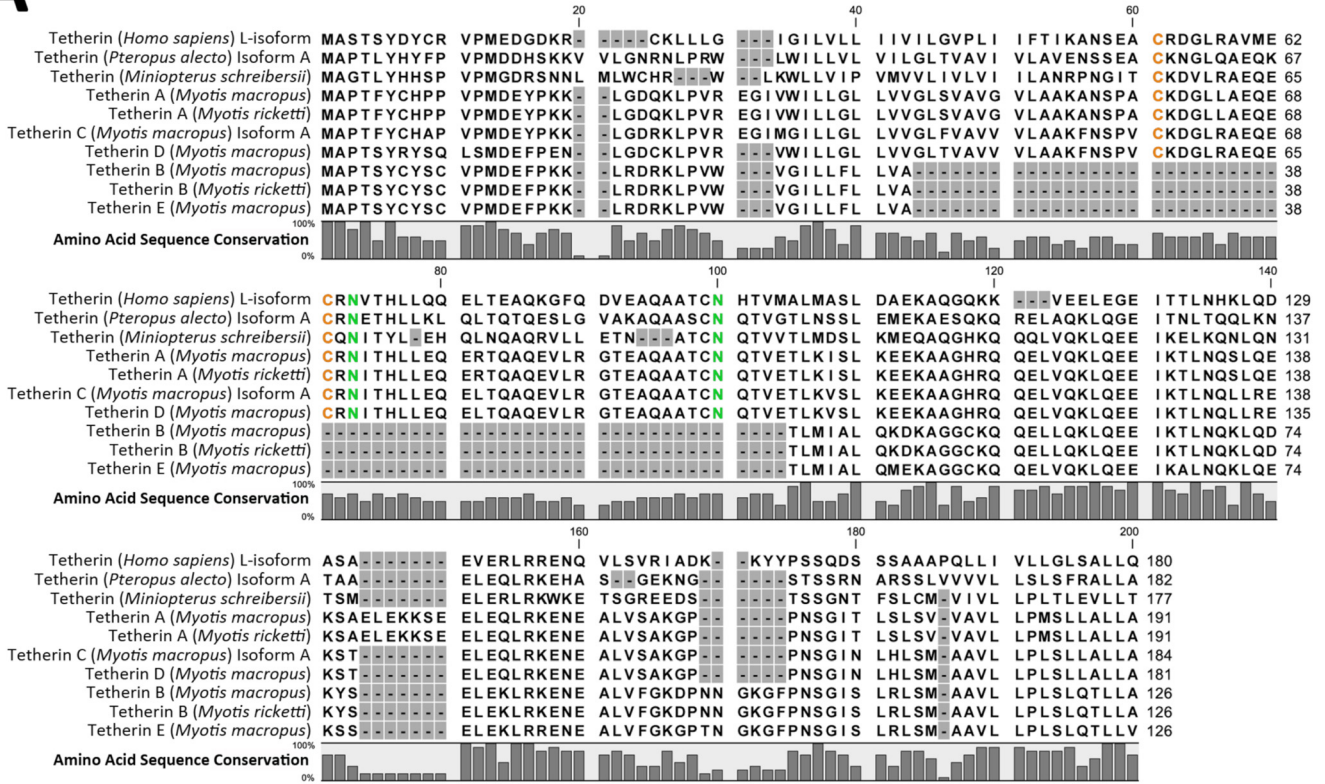 20 40 60
Tetherin (Homo sapiens) L-isoform MASTSYDYCR VPMEDGDKR- ----CKLLLG ---IGILVLL IIVILGVPLI IFTIKANSEA CRDGLRAVME 62
Tetherin (Pteropus alecto) Isoform A MAPTLYHYFP VPMDDHSKKV VLGNRNLPRW ---LWILLVL VILGLTVAVI VLAVENSSEA CKNGLQAEQK 67
Tetherin (Miniopterus schreibersii) MAGTLYHHSP VPMDGRSNNL MLWCHR---W --LKWLLVIP VMVVLIVLVI ILANRPNGIT CKDVLRAEQE 65
Tetherin A (Myotis macropus) MAPTFYCHPP VPMDEYPKK- -LGDQKLPVR EGIVWILLGL LVVGLSVAVG VLAAKANSPA CKDGLLAEQE 68
Tetherin A (Myotis ricketti) MAPTFYCHPP VPMDEYPKK- -LGDRKLPVR EGIVWILLGL LVVGLSVAVG VLAAKANSPA CKDGLLAEQE 68
Tetherin C (Myotis macropus) Isoform A MAPTFYCHAP VPMDEYPKK- -LGDRKLPVR EGIMGILLGL LVVGLFVAVV VLAAKFNSPV CKDGLRAEQE 68
Tetherin D (Myotis macropus) MAPTSYRYSQ LSMDEFPEN- -LGDCKLPVR ---VWILLGL LVVGLTVAVV VLAAKFNSPV CKDGLRAEQE 65
Tetherin B (Myotis macropus) MAPTSYCYSC VPMDEFPKK- -LRDRKLPVW ---VGILLFL LVA------- ---------- ---------- 38
Tetherin B (Myotis ricketti) MAPTSYCYSC VPMDEFPKK- -LRDRKLPVW ---VGILLFL LVA------- ---------- ---------- 38
Tetherin E (Myotis macropus) MAPTSYCYSC VPMDEFPKK- -LRDRKLPVW ---VGILLFL LVA------- ---------- ---------- 38
100%
Amino Acid Sequence Conservation
0%
80 100 120 140
Tetherin (Homo sapiens) L-isoform CRNVTHLLQQ ELTEAQKGFQ DVEAQAATCN HTVMALMASL DAEKAQGQKK ---VEELEGE ITTLNHKLQD 129
Tetherin (Pteropus alecto) Isoform A CRNETHLLKL QLTQTQESLG VAKAQAASCN QTVGTLNSSL EMEKAESQKQ RELAQKLQGE ITNLTQQLKN 137
Tetherin (Miniopterus schreibersii) CQNITYL-EH QLNQAQRVLL ETN---ATCN QTVVTLMDSL KMEQAQGHKQ QQLVQKLQEE IKELKQNLQN 131
Tetherin A (Myotis macropus) CRNITHLLEQ ERTQAQEVLR GTEAQAATCN QTVETLKISL KEEKAAGHRQ QELVQKLQEE IKTLNQSLQE 138
Tetherin A (Myotis ricketti) CRNITHLLEQ ERTQAQEVLR GTEAQAATCN QTVETLKISL KEEKAAGHRQ QELVQKLQEE IKTLNQSLQE 138
Tetherin C (Myotis macropus) Isoform A CRNITHLLEQ ELTQAQEVLR GTEAQAATCN QTVETLKVSL KEEKAAGHRQ QELVKLQEE IKTLNQLLRE 138
Tetherin D (Myotis macropus) CRNITHLLEQ ELTQAQEVLR GTEAQAATCN QTVETLKVSL KEEKAAGHRQ QELVQKLQEE IKTLNQLLRE 135
Tetherin B (Myotis macropus) ---------- ---------- ---------- -----TLMIAL QKDKAGGCKQ QELLQKLQEE IKTLNQKLQD 74
Tetherin B (Myotis ricketti) ---------- ---------- ---------- -----TLMIAL QKDKAGGCKQ QELLQKLQEE IKTLNQKLQD 74
Tetherin E (Myotis macropus) ---------- ---------- ---------- -----TLMIAL QMEKAGGCKQ QELVQKLQEE IKALNQKLQE 74
100%
Amino Acid Sequence Conservation
0%
160 180 200
Tetherin (Homo sapiens) L-isoform ASA------- EVERLRRENQ VLSVRIADK- -KYYPSSQDS SSAAAPQLLI VLLGLSALLQ 180
Tetherin (Pteropus alecto) Isoform A TAA------- ELEQLRKEHA S--GEKNG-- ----STSSRN ARSSLVVVVL LSLSFRALLA 182
Tetherin (Miniopterus schreibersii) TSM------- ELERLRKWKE TSGREEDS-- ----TSSGNT FSLCM-VIVL LPLTLEVLLT 177
Tetherin A (Myotis macropus) KSAELEKKSE ELEQLRKENE ALVSAKGP-- ----PNSGIT LSLSV-VAVL LPMSLLALLA 191
Tetherin A (Myotis ricketti) KSAELEKKSE ELEQLRKENE ALVSAKGP-- ----PNSGIT LSLSV-VAVL LPMSLLALLA 191
Tetherin C (Myotis macropus) Isoform A KST------- ELEQLRKENE ALVSAKGP-- ----PNSGIN LHLSM-AAVL LPLSLLALLA 184
Tetherin D (Myotis macropus) KST------- ELEQLRKENE ALVSAKGP-- ----PNSGIN LHLSM-AAVL LPLSLLALLA 181
Tetherin B (Myotis macropus) KYS------- ELEKLRKENE ALVFGKDPNN GKGFPNSGIS LRLSM-AAVL LPLSLQTLLA 126
Tetherin B (Myotis ricketti) KYS------- ELEKLRKENE ALVFGKDPNN GKGFPNSGIS LRLSM-AAVL LPLSLQTLLA 126
Tetherin E (Myotis macropus) KSS------- ELEKLRRENE ALVFGKGPTN GKGFPNSGIS LRLSM-AAVL LPLSLQTLLV 126
100%
Amino Acid Sequence Conservation
0%